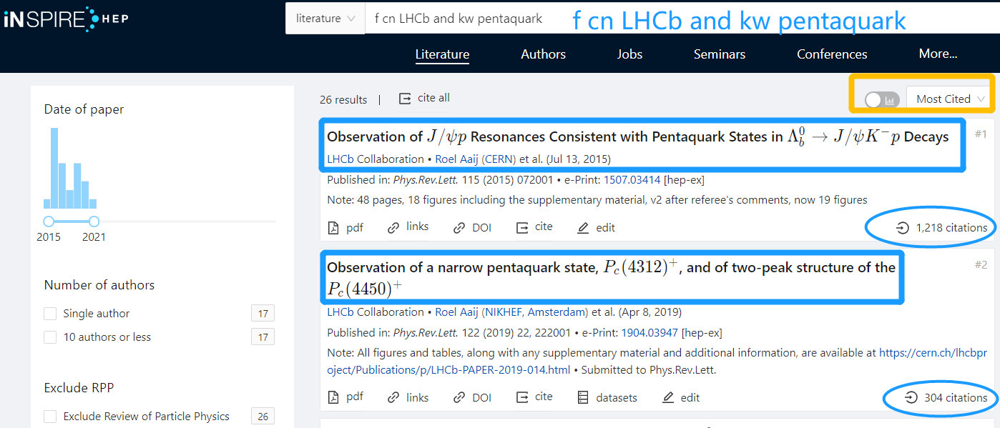 iNSPIRE HEP
literature
f cn LHCb and kw pentaquark
f cn LHCb and kw pentaquark
Literature
Authors
Jobs
Seminars
Conferences
More...
Date of paper
2015
2021
Number of authors
Single author
17
10 authors or less
17
Exclude RPP
Exclude Review of Particle Physics
26
26 results |
cite all
Most Cited
Observation of J/ψp Resonances Consistent with Pentaquark States in Λ_b^0 → J/ψK⁻p Decays
#1
LHCb Collaboration • Roel Aaij (CERN) et al. (Jul 13, 2015)
Published in: Phys.Rev.Lett. 115 (2015) 072001 • e-Print: 1507.03414 [hep-ex]
Note: 48 pages, 18 figures including the supplementary material, v2 after referee's comments, now 19 figures
pdf
links
DOI
cite
edit
1,218 citations
Observation of a narrow pentaquark state, P_c(4312)⁺, and of two-peak structure of the
#2
P_c(4450)⁺
LHCb Collaboration • Roel Aaij (NIKHEF, Amsterdam) et al. (Apr 8, 2019)
Published in: Phys.Rev.Lett. 122 (2019) 22, 222001 • e-Print: 1904.03947 [hep-ex]
Note: All figures and tables, along with any supplementary material and additional information, are available at https://cern.ch/lhcbpr
oject/Publications/p/LHCb-PAPER-2019-014.html • Submitted to Phys.Rev.Lett.
pdf
links
DOI
cite
datasets
edit
304 citations